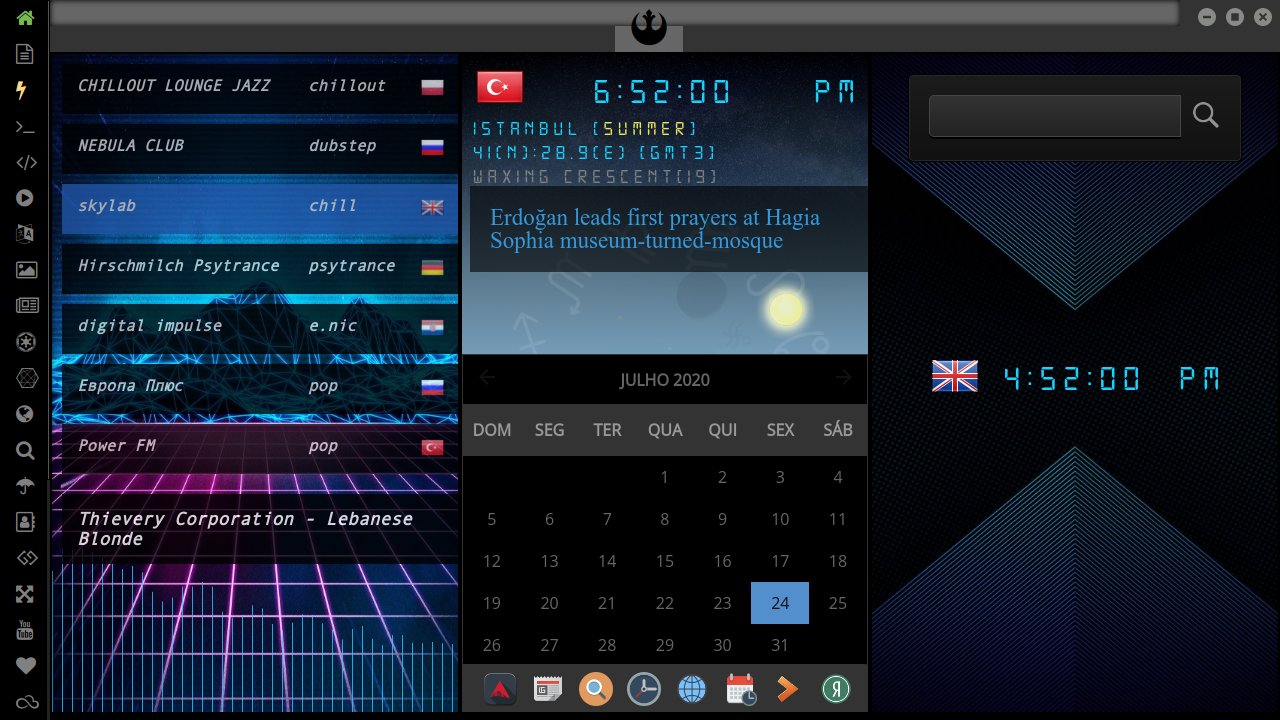 CHILLOUT LOUNGE JAZZ chillout
NEBULA CLUB dubstep
skylab chill
Hirschmilch Psytrance psytrance
digital impulse e.nic
Европа Плюс pop
Power FM pop
Thievery Corporation - Lebanese
Blonde
6:52:00 PM
ISTANBUL (SUMMER)
41(N):28.9(E) (GMT3)
WAXING CRESCENT(19)
Erdoğan leads first prayers at Hagia
Sophia museum-turned-mosque
JULHO 2020
DOM SEG TER QUA QUI SEX SÁB
1 2 3 4
5 6 7 8 9 10 11
12 13 14 15 16 17 18
19 20 21 22 23 24 25
26 27 28 29 30 31
4:52:00 PM
You
Tube
Я